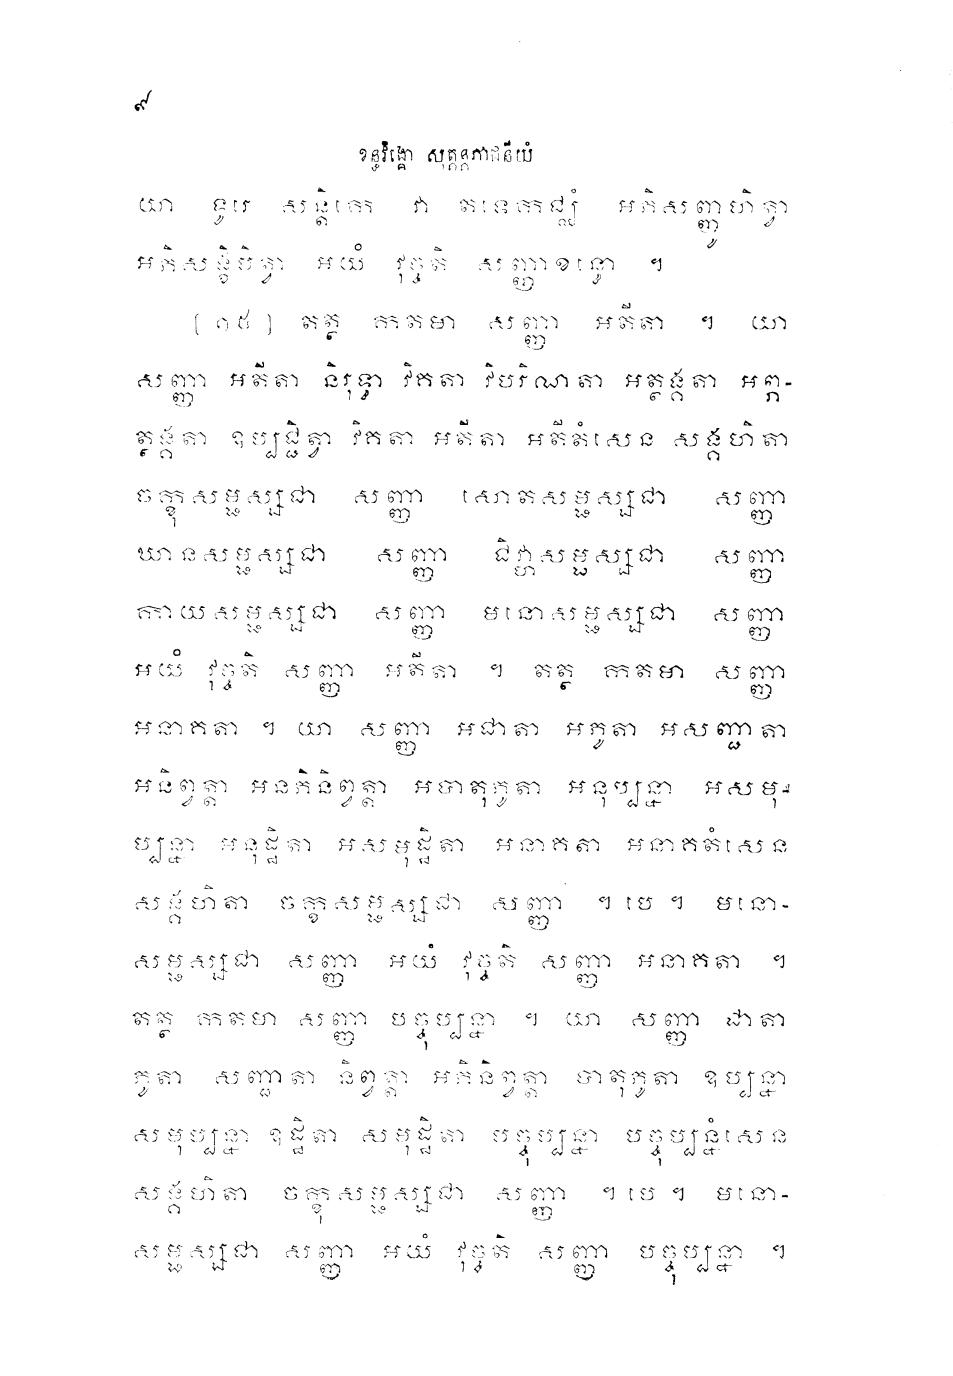 ៩
ខន្ធវិភង្គោ សុត្តន្តភាជនីយំ
យា ទូរេ សន្តិកេ វា តទេកជ្ឈំ អភិសញ្ញូហិត្វា
អភិសង្ខិបិត្វា អយំ វុច្ចតិ សញ្ញាខន្ធោ ។
[១៥] តត្ថ កតមា សញ្ញា អតីតា ។ យា
សញ្ញា អតីតា និរុទ្ធា វិគតា វិបរិណតា អត្ថង្គតា អព្ភ-
ត្ថង្គតា ឧប្បជ្ជិត្វា វិគតា អតីតា អតីតំសេន សង្គហិតា
ចក្ខុសម្ផស្សជា សញ្ញា សោតសម្ផស្សជា សញ្ញា
ឃានសម្ផស្សជា សញ្ញា ជិវ្ហាសម្ផស្សជា សញ្ញា
កាយសម្ផស្សជា សញ្ញា មនោសម្ផស្សជា សញ្ញា
អយំ វុច្ចតិ សញ្ញា អតីតា ។ តត្ថ កតមា សញ្ញា
អនាគតា ។ យា សញ្ញា អជាតា អភូតា អសញ្ជាតា
អនិព្វត្តា អនភិនិព្វត្តា អបាតុភូតា អនុប្បន្នា អសមុ-
ប្បន្នា អនុដ្ឋិតា អសមុដ្ឋិតា អនាគតា អនាគតំសេន
សង្គហិតា ចក្ខុសម្ផស្សជា សញ្ញា ។ បេ ។ មនោ-
សម្ផស្សជា សញ្ញា អយំ វុច្ចតិ សញ្ញា អនាគតា ។
តត្ថ កតមា សញ្ញា បច្ចុប្បន្នា ។ យា សញ្ញា ជាតា
ភូតា សញ្ជាតា និព្វត្តា អភិនិព្វត្តា បាតុភូតា ឧប្បន្នា
សមុប្បន្នា ឧដ្ឋិតា សមុដ្ឋិតា បច្ចុប្បន្នា បច្ចុប្បន្នំសេន
សង្គហិតា ចក្ខុសម្ផស្សជា សញ្ញា ។ បេ ។ មនោ-
សម្ផស្សជា សញ្ញា អយំ វុច្ចតិ សញ្ញា បច្ចុប្បន្នា ។